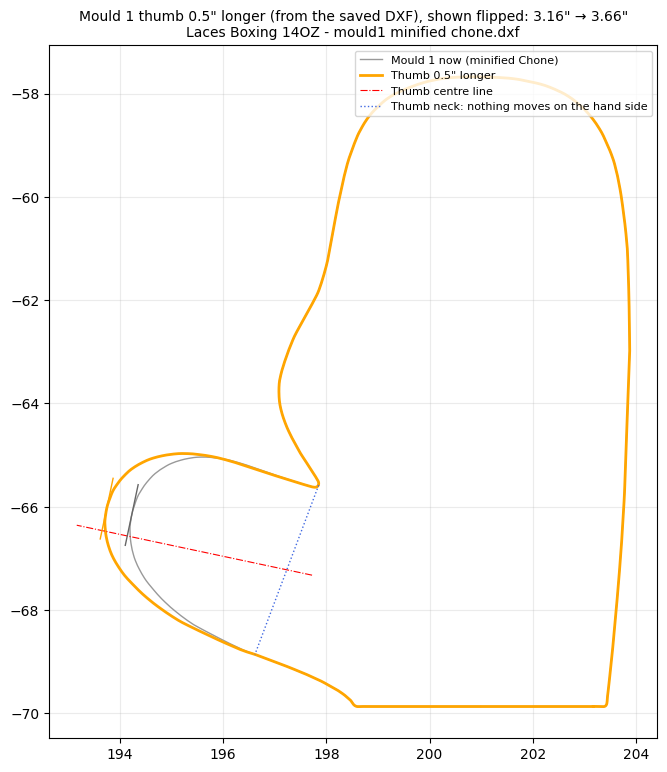 Mould 1 thumb 0.5" longer (from the saved DXF), shown flipped: 3.16" → 3.66"
Laces Boxing 14OZ - mould1 minified chone.dxf
Mould 1 now (minified Chone)
Thumb 0.5" longer
Thumb centre line
Thumb neck: nothing moves on the hand side
−58
−60
−62
−64
−66
−68
−70
194
196
198
200
202
204